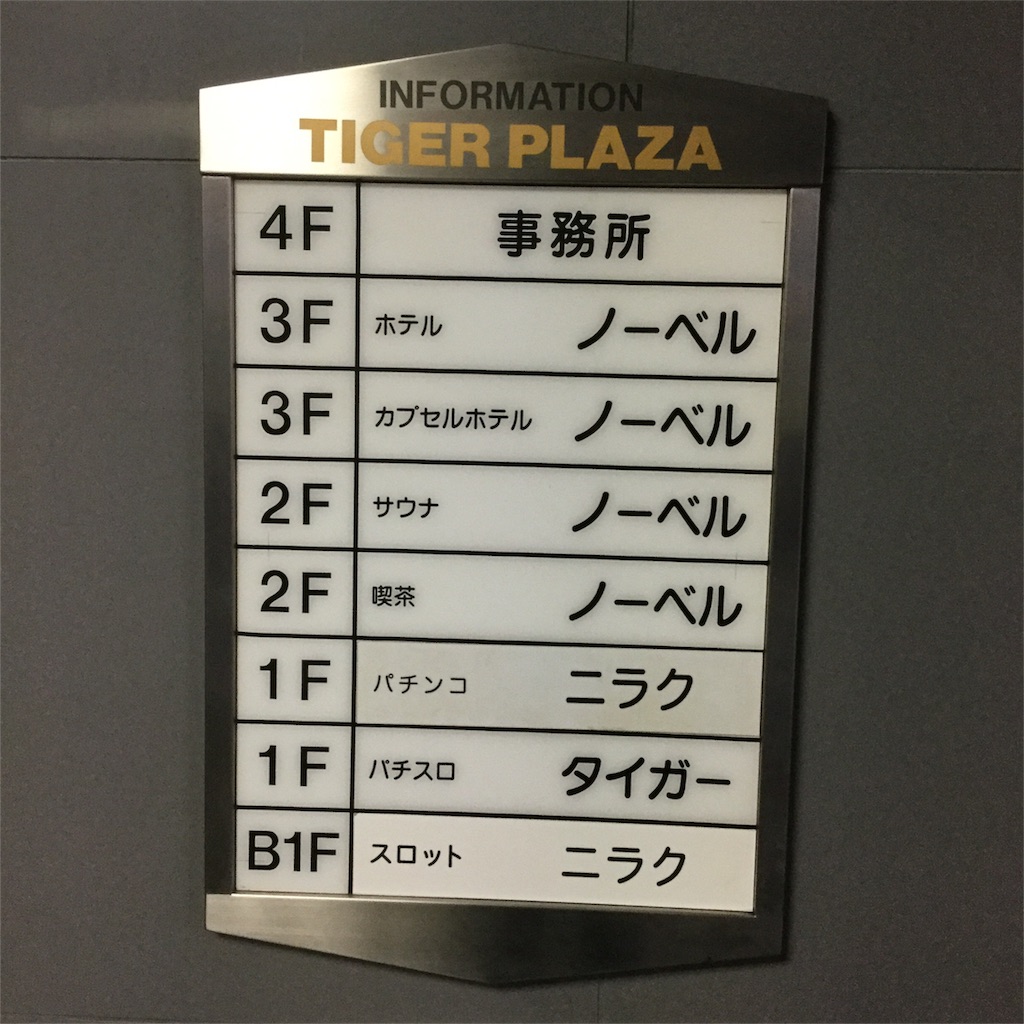 INFORMATION
TIGER PLAZA
4F 事務所
3F ホテル ノーベル
3F カプセルホテル ノーベル
2F サウナ ノーベル
2F 喫茶 ノーベル
1F パチンコ ニラク
1F パチスロ タイガー
B1F スロット ニラク